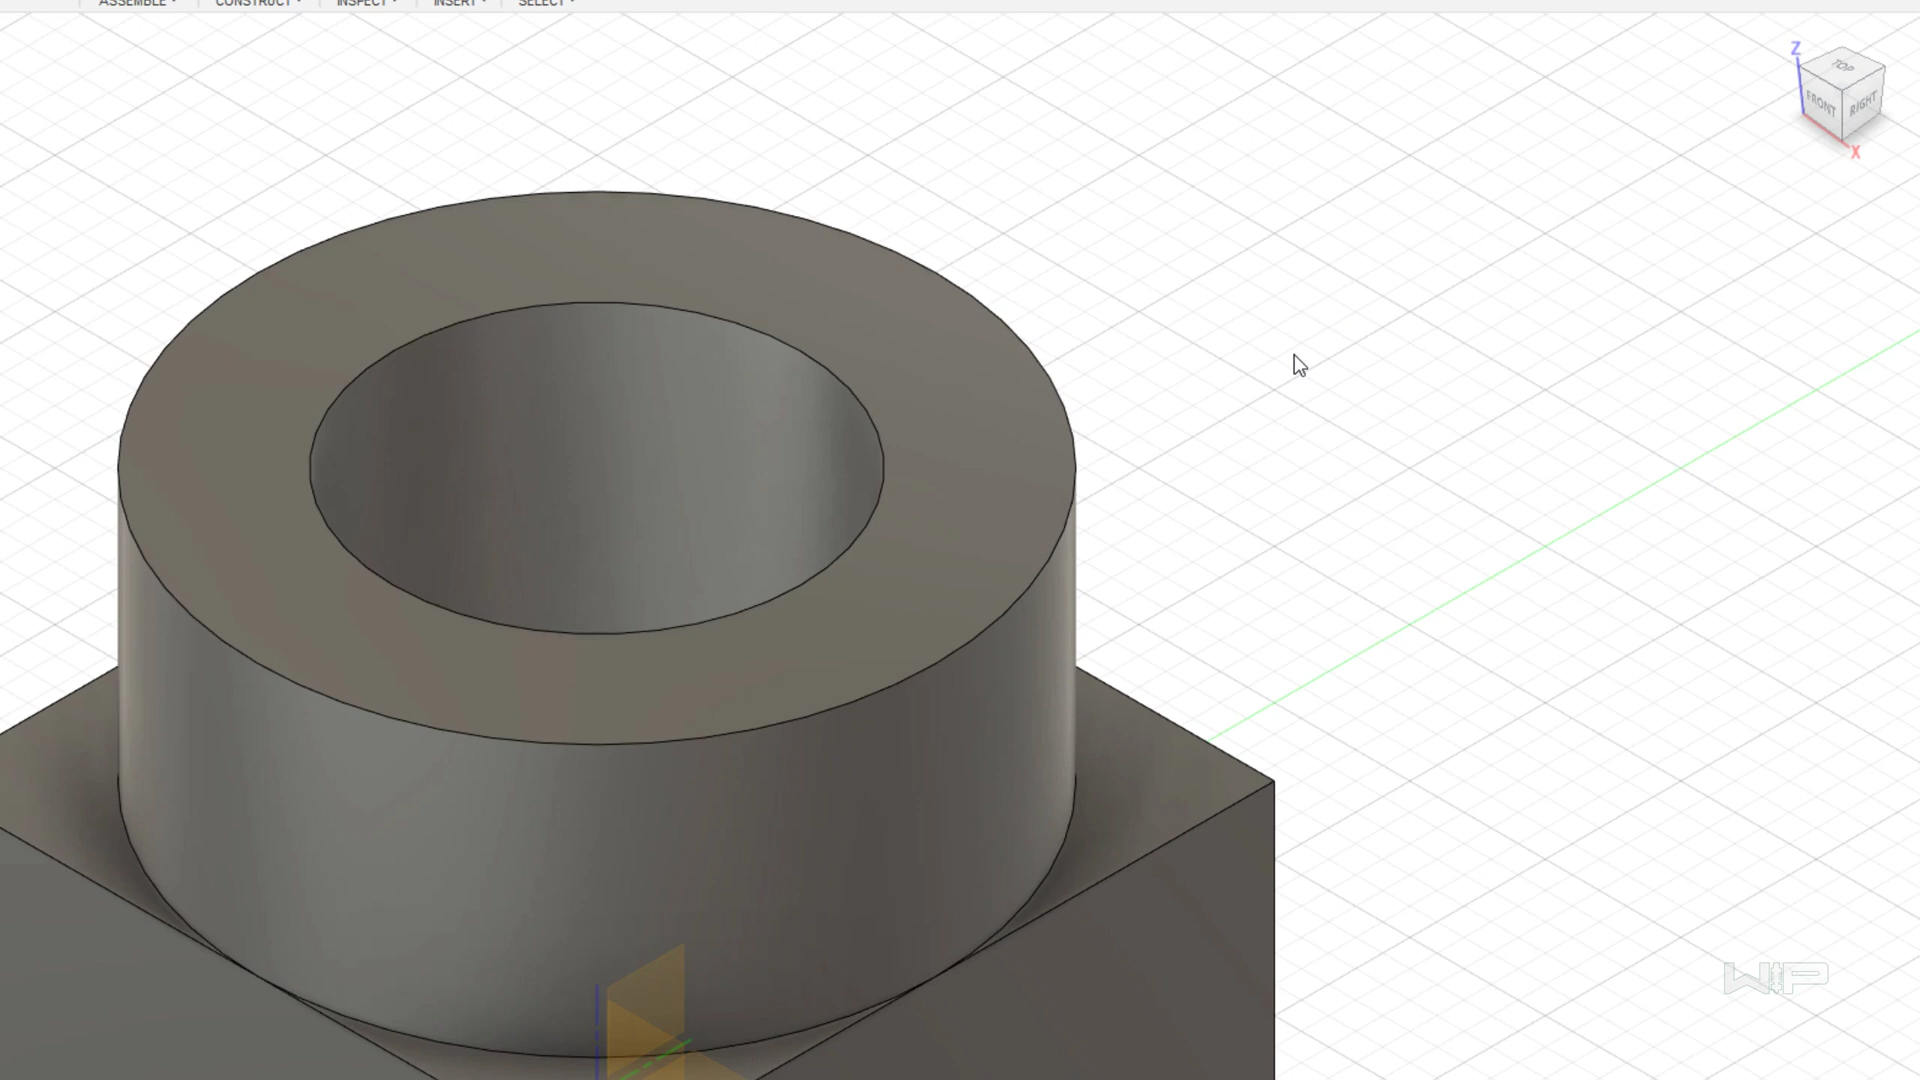 ASSEMBLE CONSTRUCT INSPECT INSERT SELECT
Z
TOP
FRONT RIGHT
X
WIP